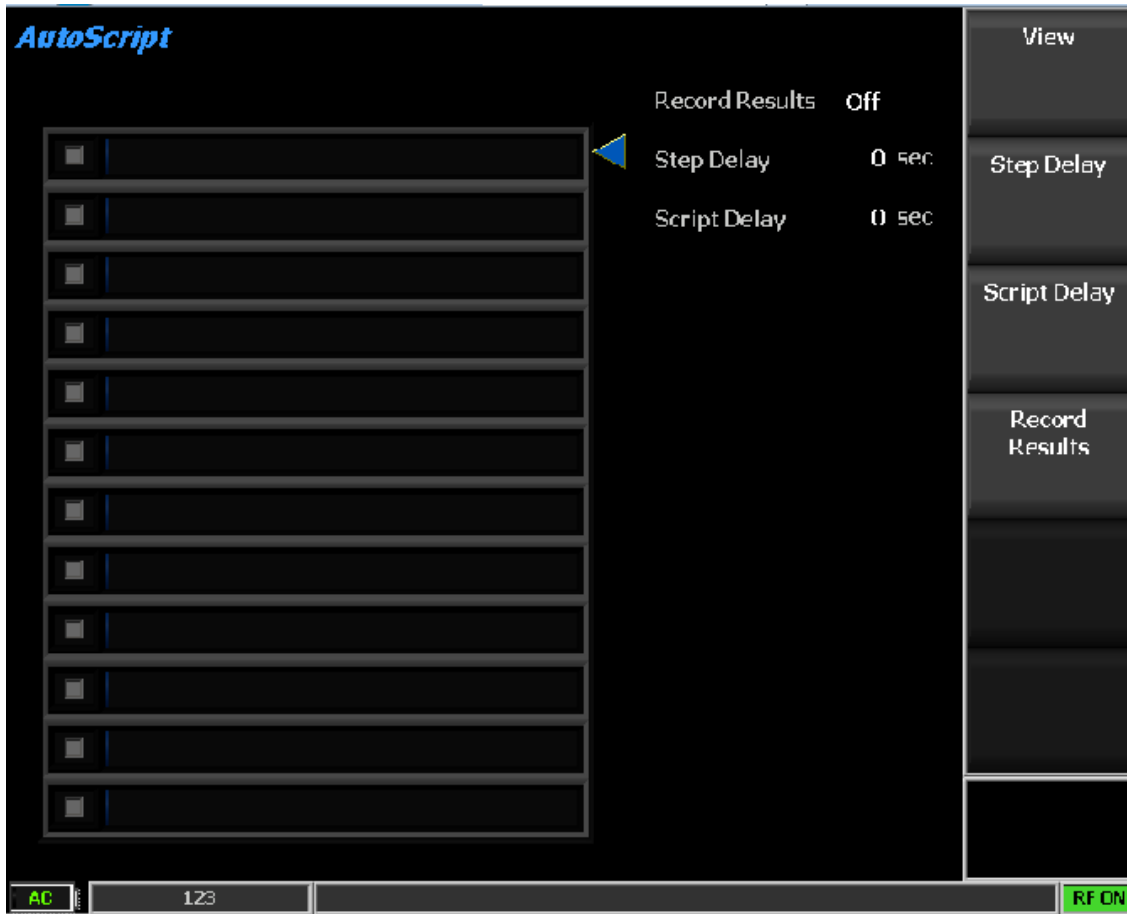 AutoScript
View
Record Results Off
Step Delay 0 sec
Step Delay
Script Delay 0 sec
Script Delay
Record
Results
AC
123
RF ON